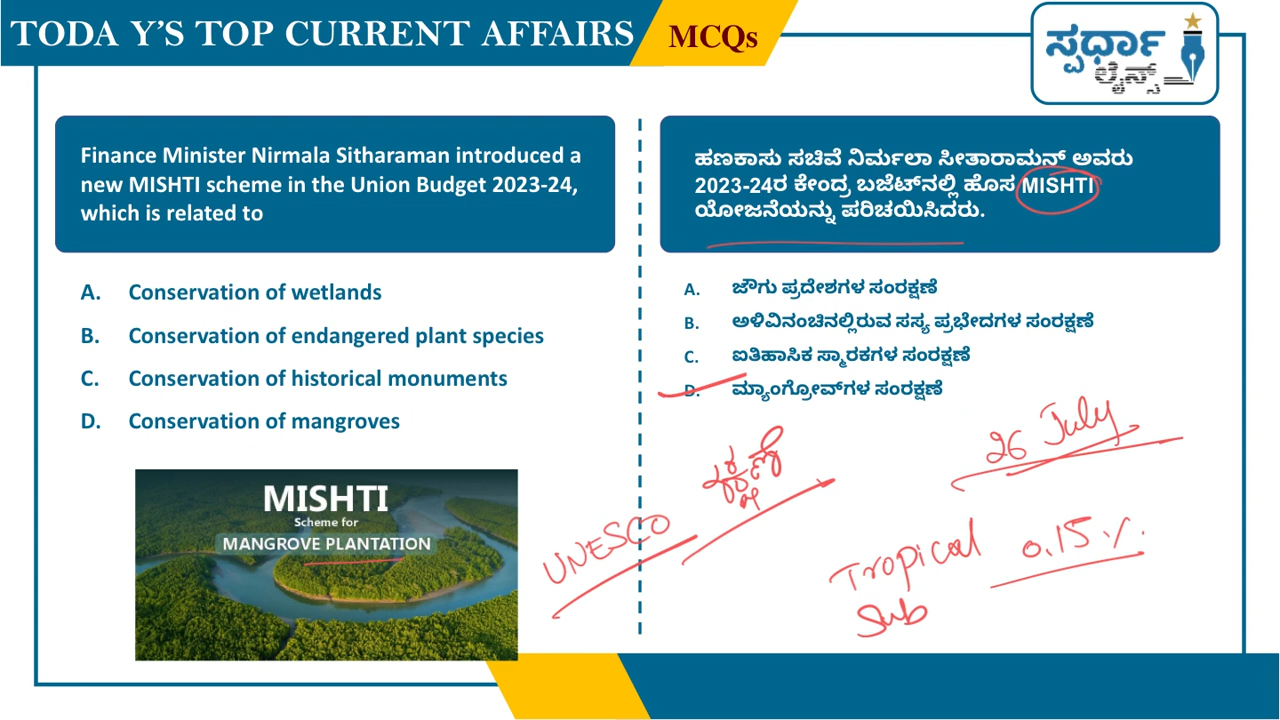 TODA Y'S TOP CURRENT AFFAIRS MCQs
ಸ್ಪರ್ಧಾ
ಲೈನ್ಸ್
Finance Minister Nirmala Sitharaman introduced a
new MISHTI scheme in the Union Budget 2023-24,
which is related to
A. Conservation of wetlands
B. Conservation of endangered plant species
C. Conservation of historical monuments
D. Conservation of mangroves
MISHTI
Scheme for
MANGROVE PLANTATION
ಹಣಕಾಸು ಸಚಿವೆ ನಿರ್ಮಲಾ ಸೀತಾರಾಮನ್ ಅವರು
2023-24ರ ಕೇಂದ್ರ ಬಜೆಟ್‌ನಲ್ಲಿ ಹೊಸ MISHTI
ಯೋಜನೆಯನ್ನು ಪರಿಚಯಿಸಿದರು.
A. ಜೌಗು ಪ್ರದೇಶಗಳ ಸಂರಕ್ಷಣೆ
B. ಅಳಿವಿನಂಚಿನಲ್ಲಿರುವ ಸಸ್ಯ ಪ್ರಭೇದಗಳ ಸಂರಕ್ಷಣೆ
C. ಐತಿಹಾಸಿಕ ಸ್ಮಾರಕಗಳ ಸಂರಕ್ಷಣೆ
D. ಮ್ಯಾಂಗ್ರೋವ್‌ಗಳ ಸಂರಕ್ಷಣೆ
26 July
UNESCO
Tropical 0.15%.
Sub